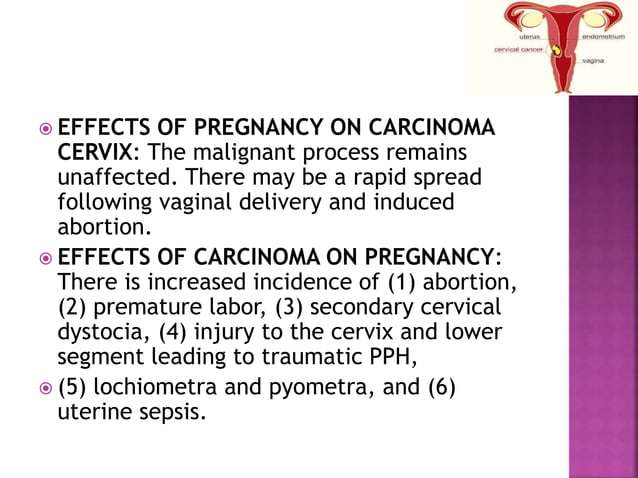 uterus endometrium
cervical cancer
vagina
EFFECTS OF PREGNANCY ON CARCINOMA
CERVIX: The malignant process remains
unaffected. There may be a rapid spread
following vaginal delivery and induced
abortion.
EFFECTS OF CARCINOMA ON PREGNANCY:
There is increased incidence of (1) abortion,
(2) premature labor, (3) secondary cervical
dystocia, (4) injury to the cervix and lower
segment leading to traumatic PPH,
(5) lochiometra and pyometra, and (6)
uterine sepsis.